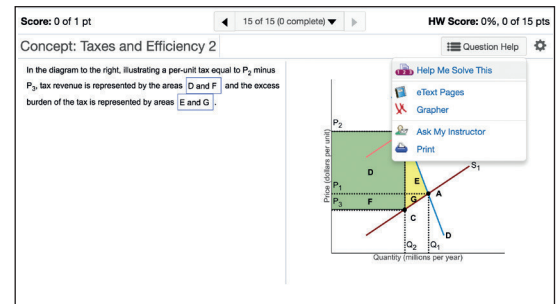 Score: 0 of 1 pt
15 of 15 (0 complete)
HW Score: 0%, 0 of 15 pts
Concept: Taxes and Efficiency 2
Question Help
In the diagram to the right, illustrating a per-unit tax equal to P2 minus
P3, tax revenue is represented by the areas D and F and the excess
burden of the tax is represented by areas E and G.
Help Me Solve This
eText Pages
Grapher
Ask My Instructor
Print
Price (dollars per unit)
P2
D
E
S1
P1
A
P3
F
G
C
D
Q2
Q1
Quantity (millions per year)